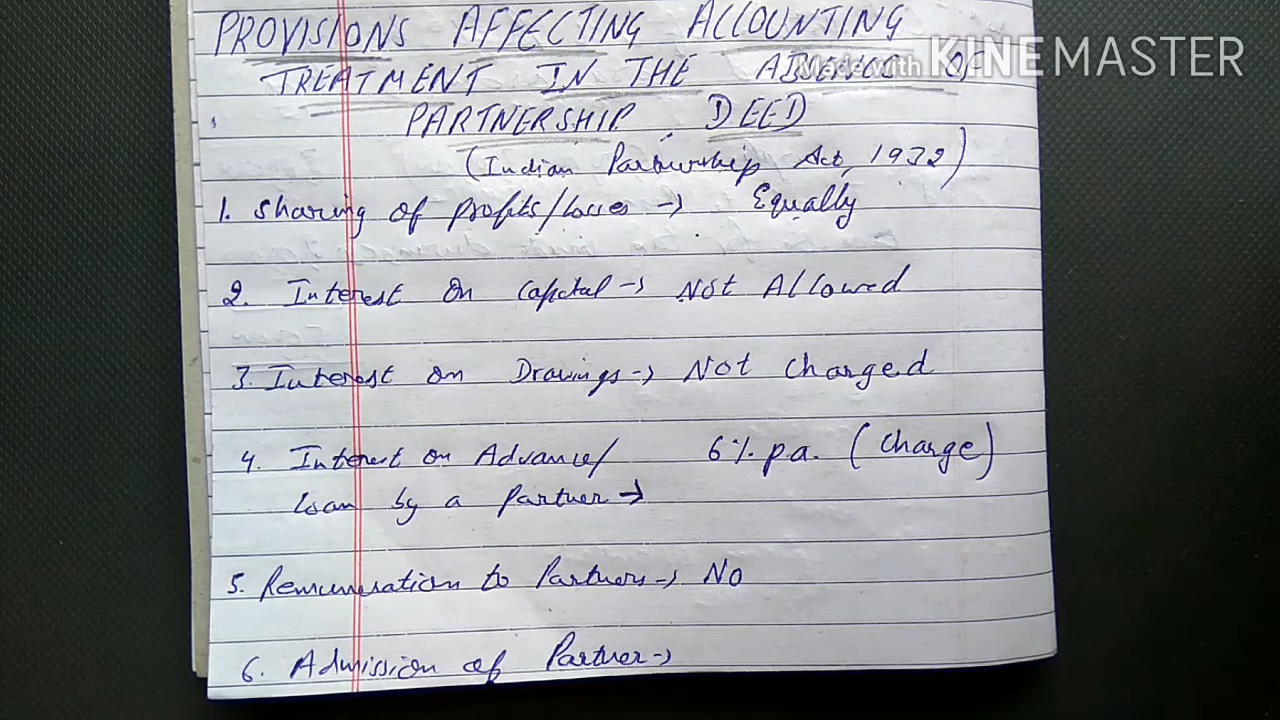 PROVISIONS AFFECTING ACCOUNTING
Made with KINEMASTER
TREATMENT IN THE ABSENCE OF
PARTNERSHIP DEED
(Indian Partnership Act, 1932)
1. Sharing of Profits/Losses → Equally
2. Interest on Capital → Not Allowed
3. Interest on Drawings → Not Charged
4. Interest on Advance/ 6% p.a. (Charge)
Loan by a Partner →
5. Remuneration to Partners → No
6. Admission of Partner →